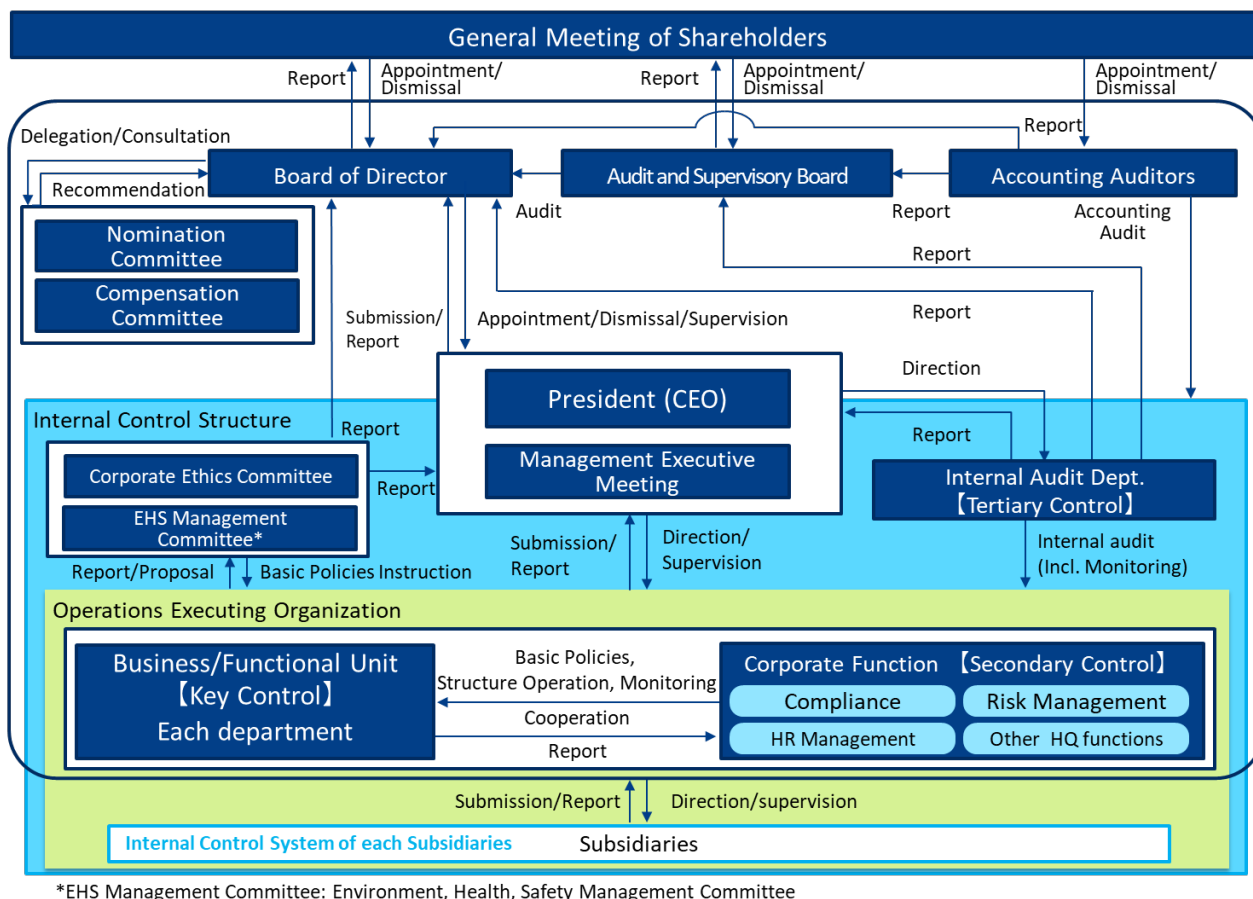 General Meeting of Shareholders
Report
Appointment/
Dismissal
Report
Appointment/
Dismissal
Appointment/
Dismissal
Delegation/Consultation
Report
Recommendation
Board of Director
Audit and Supervisory Board
Accounting Auditors
Audit
Report
Accounting
Audit
Nomination
Committee
Compensation
Committee
Report
Report
Submission/
Report
Appointment/Dismissal/Supervision
Direction
President (CEO)
Management Executive
Meeting
Internal Control Structure
Report
Report
Corporate Ethics Committee
EHS Management
Committee*
Report
Internal Audit Dept.
【Tertiary Control】
Report/Proposal
Basic Policies Instruction
Submission/
Report
Direction/
Supervision
Internal audit
(Incl. Monitoring)
Operations Executing Organization
Business/Functional Unit
【Key Control】
Each department
Basic Policies,
Structure Operation, Monitoring
Cooperation
Report
Corporate Function 【Secondary Control】
Compliance
Risk Management
HR Management
Other HQ functions
Submission/Report
Direction/supervision
Internal Control System of each Subsidiaries
Subsidiaries
*EHS Management Committee: Environment, Health, Safety Management Committee